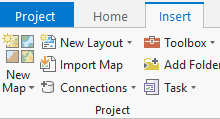 Project Home Insert
New Map
New Layout
Import Map
Connections
Toolbox
Add Folder
Task
Project